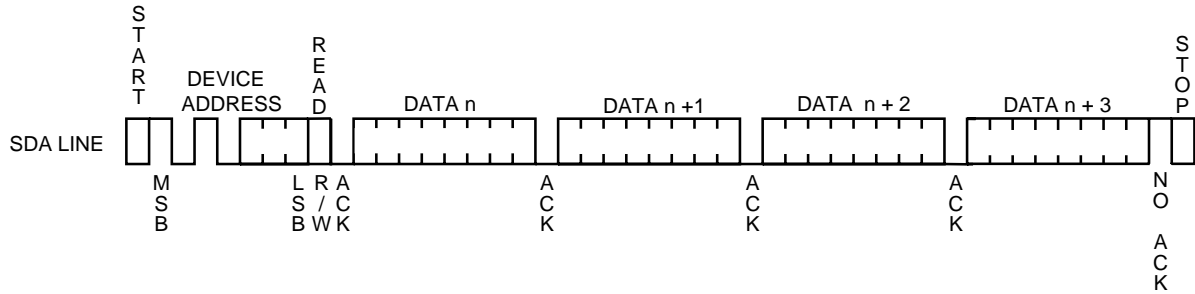 START
READ
STOP
DEVICE
ADDRESS
DATA n
DATA n +1
DATA n + 2
DATA n + 3
SDA LINE
MSB
LSB
R/W
ACK
ACK
ACK
ACK
NO ACK